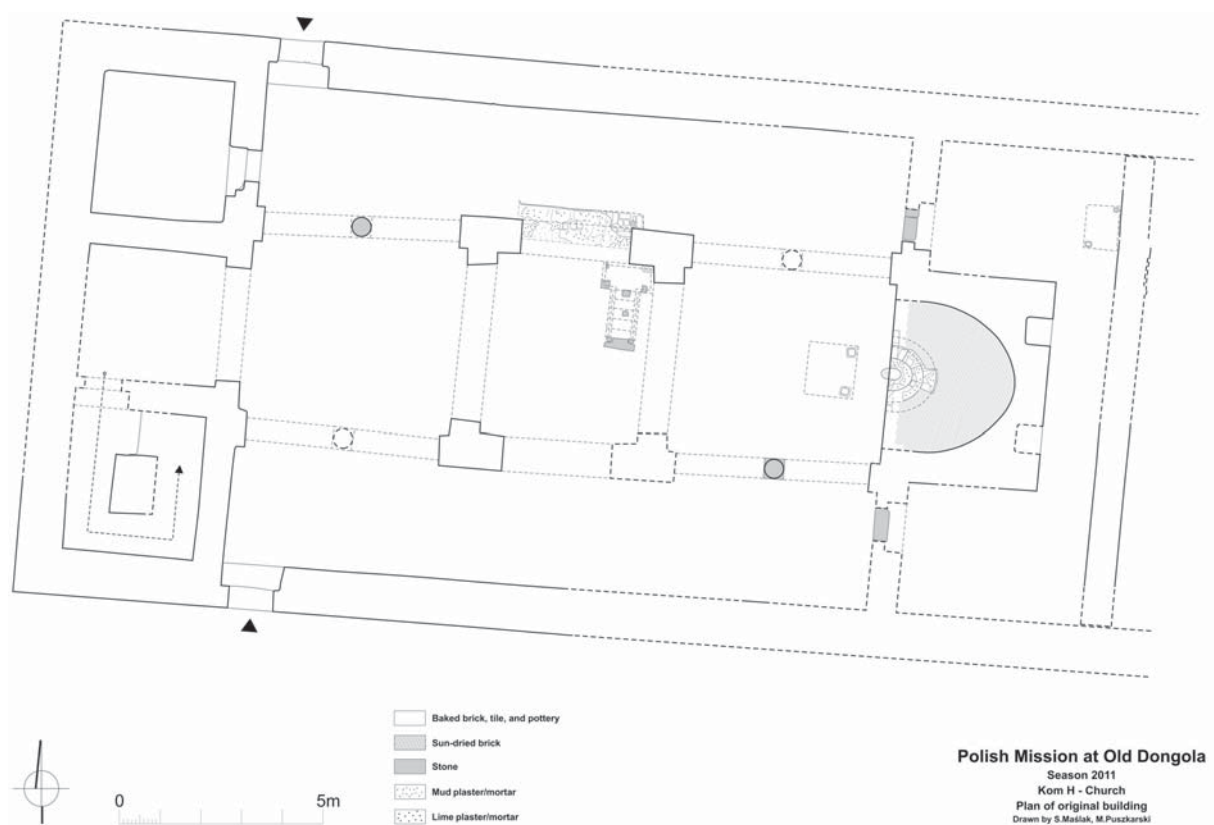 Baked brick, tile, and pottery
Sun-dried brick
Stone
Mud plaster/mortar
Lime plaster/mortar
0 5m
Polish Mission at Old Dongola
Season 2011
Kom H - Church
Plan of original building
Drawn by S.Maślak, M.Puszkarski